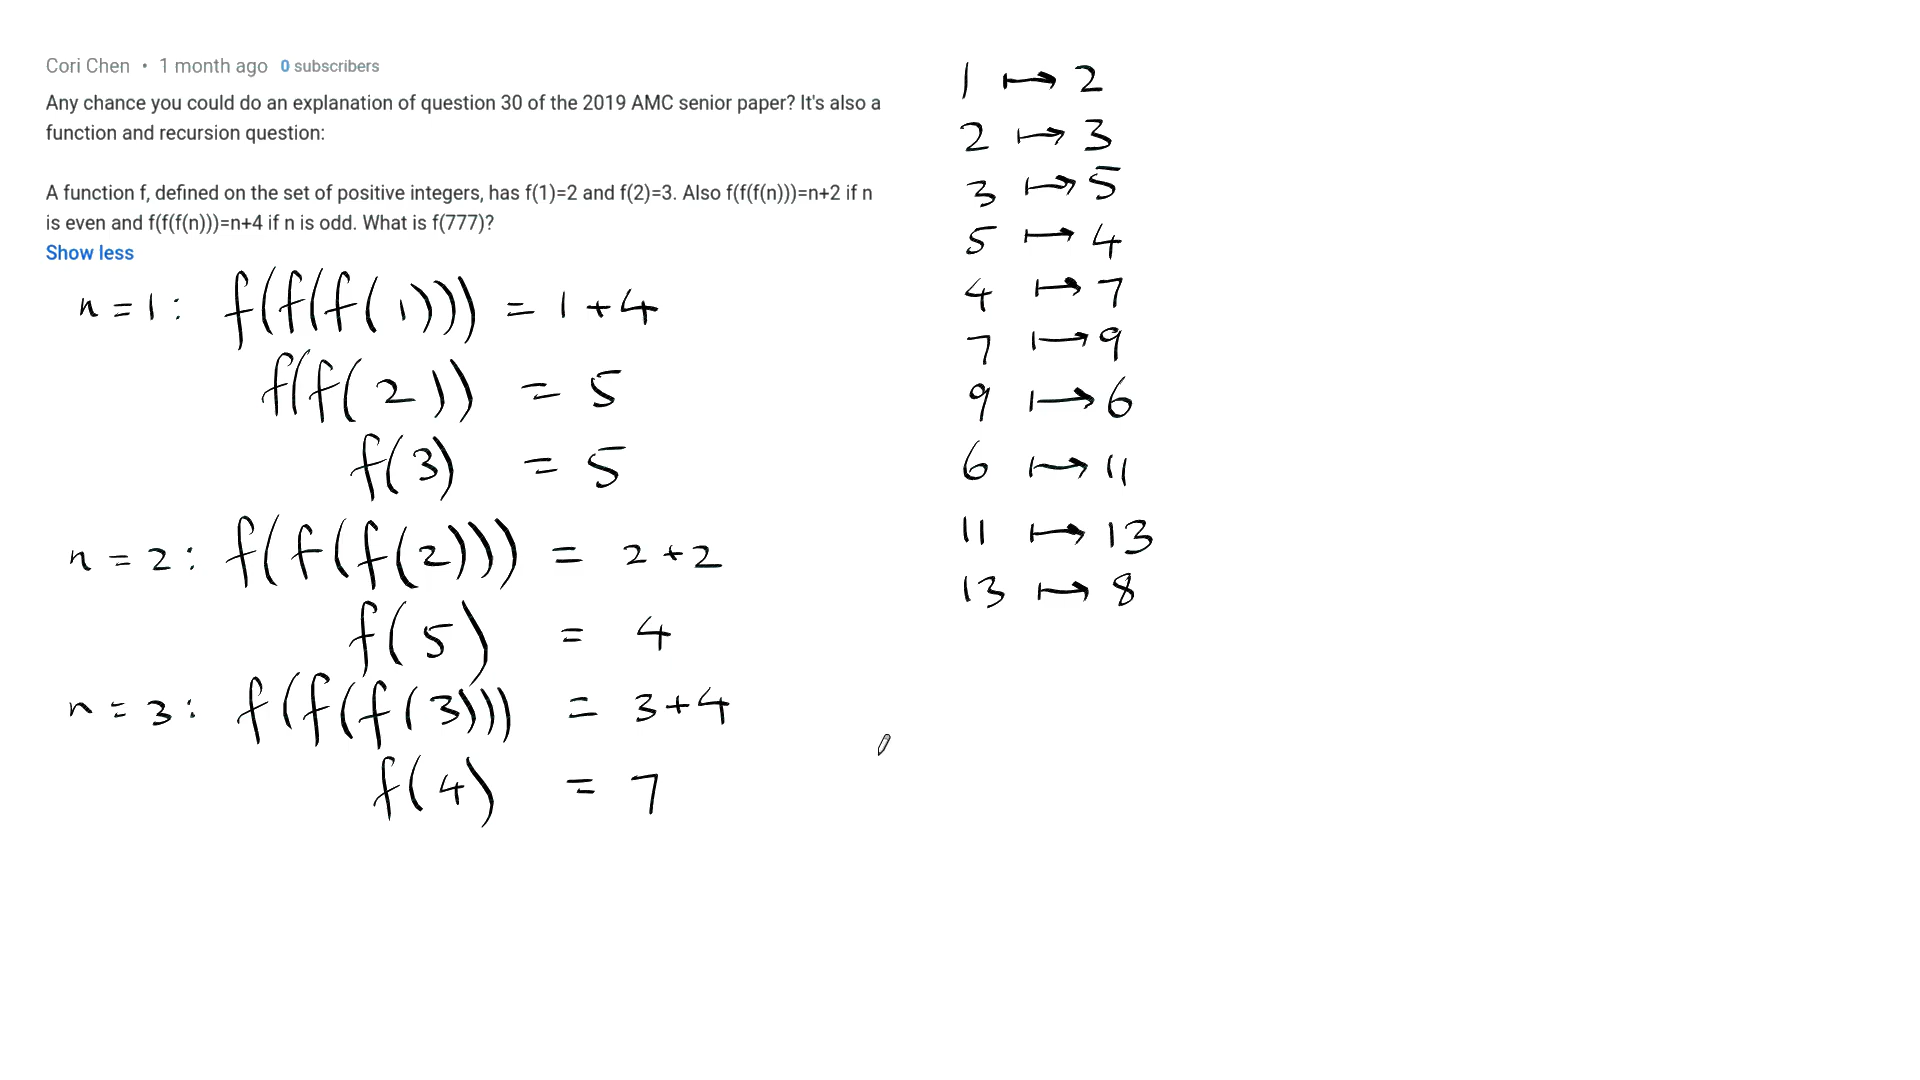 Cori Chen • 1 month ago 0 subscribers
Any chance you could do an explanation of question 30 of the 2019 AMC senior paper? It's also a
function and recursion question:
A function f, defined on the set of positive integers, has f(1)=2 and f(2)=3. Also f(f(f(n)))=n+2 if n
is even and f(f(f(n)))=n+4 if n is odd. What is f(777)?
Show less
n = 1 : f(f(f(1))) = 1 + 4
f(f(2)) = 5
f(3) = 5
n = 2 : f(f(f(2))) = 2 + 2
f(5) = 4
n = 3 : f(f(f(3))) = 3 + 4
f(4) = 7
1 ↦ 2
2 ↦ 3
3 ↦ 5
5 ↦ 4
4 ↦ 7
7 ↦ 9
9 ↦ 6
6 ↦ 11
11 ↦ 13
13 ↦ 8